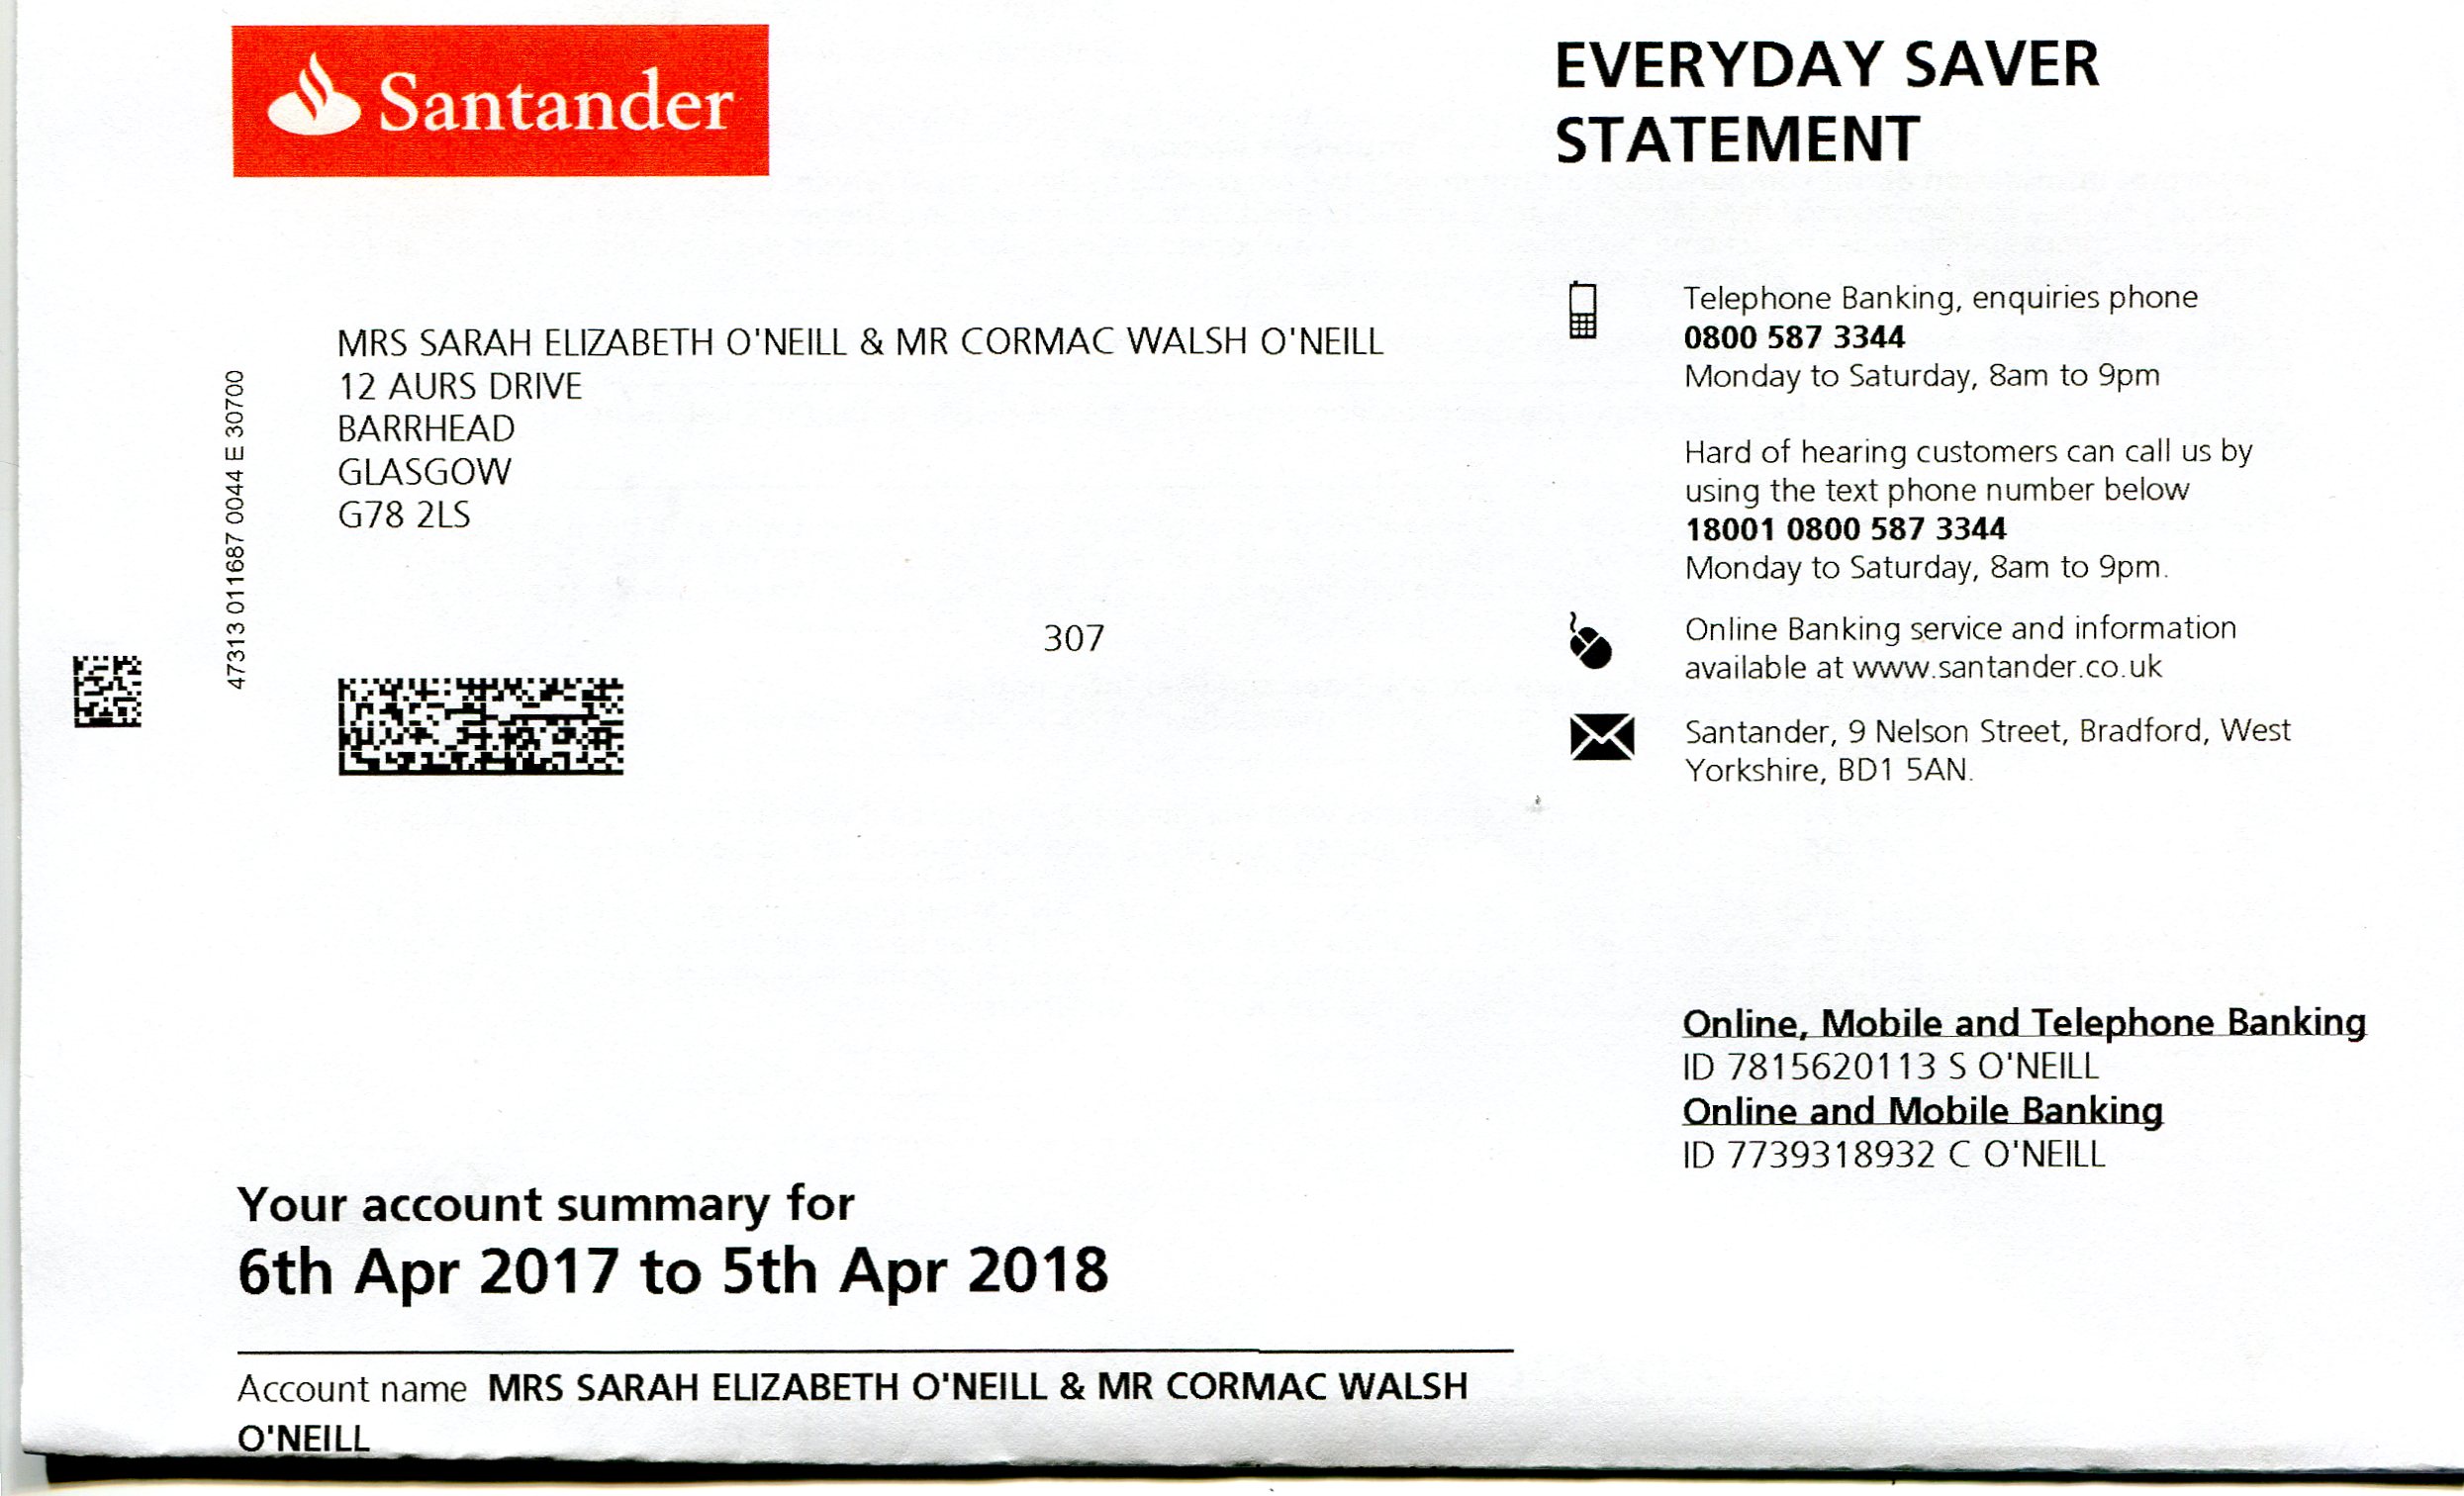 Santander
EVERYDAY SAVER
STATEMENT
MRS SARAH ELIZABETH O'NEILL & MR CORMAC WALSH O'NEILL
12 AURS DRIVE
BARRHEAD
GLASGOW
G78 2LS
47313 011687 0044 E 30700
307
Telephone Banking, enquiries phone
0800 587 3344
Monday to Saturday, 8am to 9pm
Hard of hearing customers can call us by
using the text phone number below
18001 0800 587 3344
Monday to Saturday, 8am to 9pm.
Online Banking service and information
available at www.santander.co.uk
Santander, 9 Nelson Street, Bradford, West
Yorkshire, BD1 5AN.
Online, Mobile and Telephone Banking
ID 7815620113 S O'NEILL
Online and Mobile Banking
ID 7739318932 C O'NEILL
Your account summary for
6th Apr 2017 to 5th Apr 2018
Account name MRS SARAH ELIZABETH O'NEILL & MR CORMAC WALSH
O'NEILL